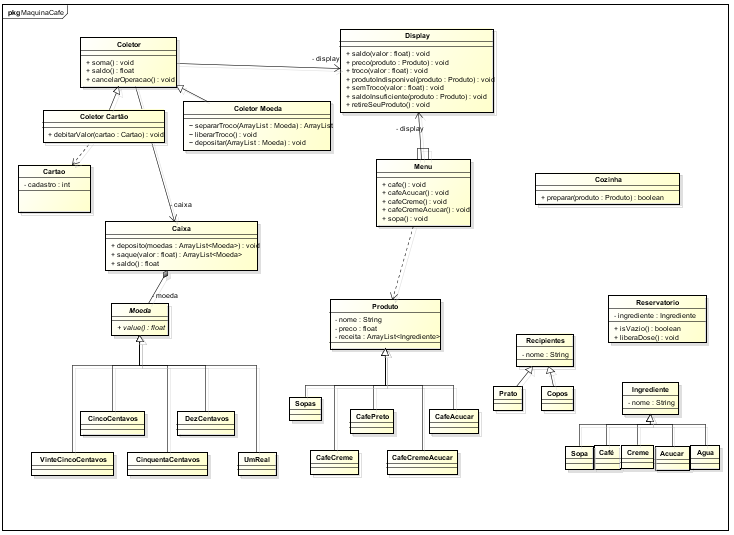 pkg MaquinaCafe
Coletor
+ soma() : void
+ saldo() : float
+ cancelarOperacao() : void
- display
Display
+ saldo(valor : float) : void
+ preco(produto : Produto) : void
+ troco(valor : float) : void
+ produtoIndisponivel(produto : Produto) : void
+ semTroco(valor : float) : void
+ saldoInsuficiente(produto : Produto) : void
+ retireSeuProduto() : void
Coletor Cartão
+ debitarValor(cartao : Cartao) : void
Coletor Moeda
~ separarTroco(ArrayList : Moeda) : ArrayList
~ liberarTroco() : void
~ depositar(ArrayList : Moeda) : void
- display
Cartao
- cadastro : int
Menu
+ cafe() : void
+ cafeAcucar() : void
+ cafeCreme() : void
+ cafeCremeAcucar() : void
+ sopa() : void
Cozinha
+ preparar(produto : Produto) : boolean
- caixa
Caixa
+ deposito(moedas : ArrayList<Moeda>) : void
+ saque(valor : float) : ArrayList<Moeda>
+ saldo() : float
- moeda
Moeda
+ value() : float
Produto
- nome : String
- preco : float
- receita : ArrayList<Ingrediente>
Reservatorio
- ingrediente : Ingrediente
+ isVazio() : boolean
+ liberaDose() : void
Recipientes
- nome : String
Prato
Copos
Ingrediente
- nome : String
Sopas
CafePreto
CafeAcucar
CafeCreme
CafeCremeAcucar
CincoCentavos
DezCentavos
VinteCincoCentavos
CinquentaCentavos
UmReal
Sopa
Café
Creme
Acucar
Agua